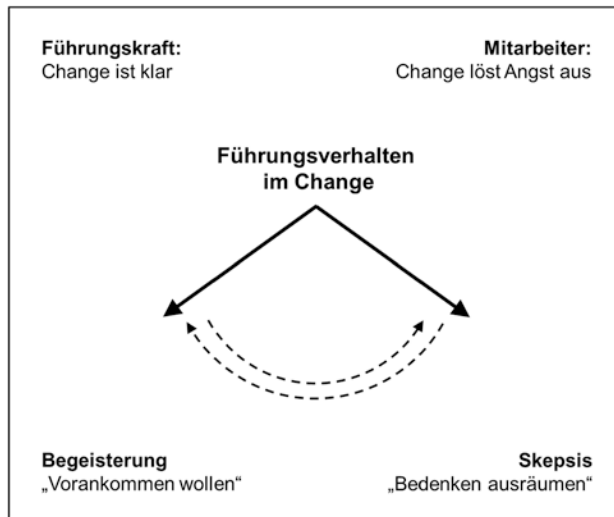 Führungskraft:
Change ist klar
Mitarbeiter:
Change löst Angst aus
Führungsverhalten
im Change
Begeisterung
„Vorankommen wollen“
Skepsis
„Bedenken ausräumen“